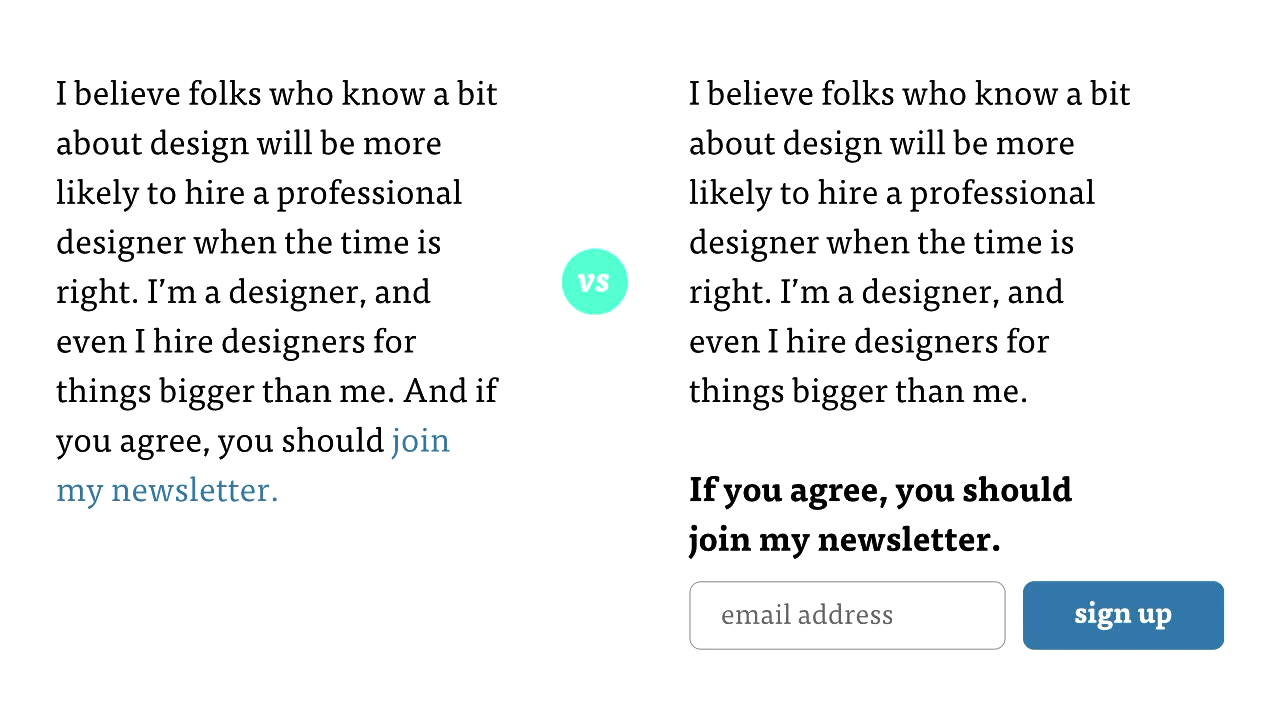 I believe folks who know a bit
about design will be more
likely to hire a professional
designer when the time is
right. I’m a designer, and
even I hire designers for
things bigger than me. And if
you agree, you should join
my newsletter.
vs
I believe folks who know a bit
about design will be more
likely to hire a professional
designer when the time is
right. I’m a designer, and
even I hire designers for
things bigger than me.
If you agree, you should
join my newsletter.
email address
sign up